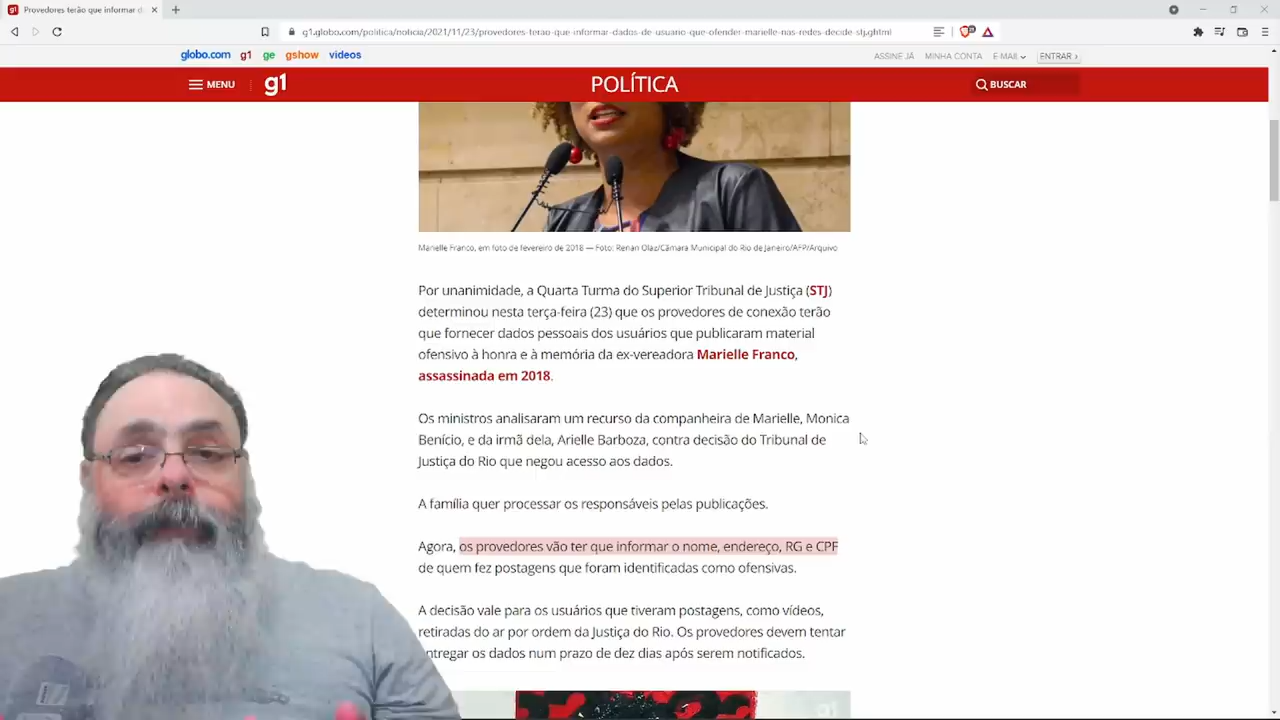 Provedores terão que informar d
g1.globo.com/politica/noticia/2021/11/23/provedores-terao-que-informar-dados-de-usuario-que-ofender-marielle-nas-redes-decide-stj.ghtml
globo.com g1 ge gshow videos
ASSINE JÁ MINHA CONTA E-MAIL ENTRAR ›
MENU g1 POLÍTICA BUSCAR
Marielle Franco, em foto de fevereiro de 2018 — Foto: Renan Olaz/Câmara Municipal do Rio de Janeiro/AFP/Arquivo
Por unanimidade, a Quarta Turma do Superior Tribunal de Justiça (STJ)
determinou nesta terça-feira (23) que os provedores de conexão terão
que fornecer dados pessoais dos usuários que publicaram material
ofensivo à honra e à memória da ex-vereadora Marielle Franco,
assassinada em 2018.
Os ministros analisaram um recurso da companheira de Marielle, Monica
Benício, e da irmã dela, Arielle Barboza, contra decisão do Tribunal de
Justiça do Rio que negou acesso aos dados.
A família quer processar os responsáveis pelas publicações.
Agora, os provedores vão ter que informar o nome, endereço, RG e CPF
de quem fez postagens que foram identificadas como ofensivas.
A decisão vale para os usuários que tiveram postagens, como vídeos,
retiradas do ar por ordem da Justiça do Rio. Os provedores devem tentar
entregar os dados num prazo de dez dias após serem notificados.